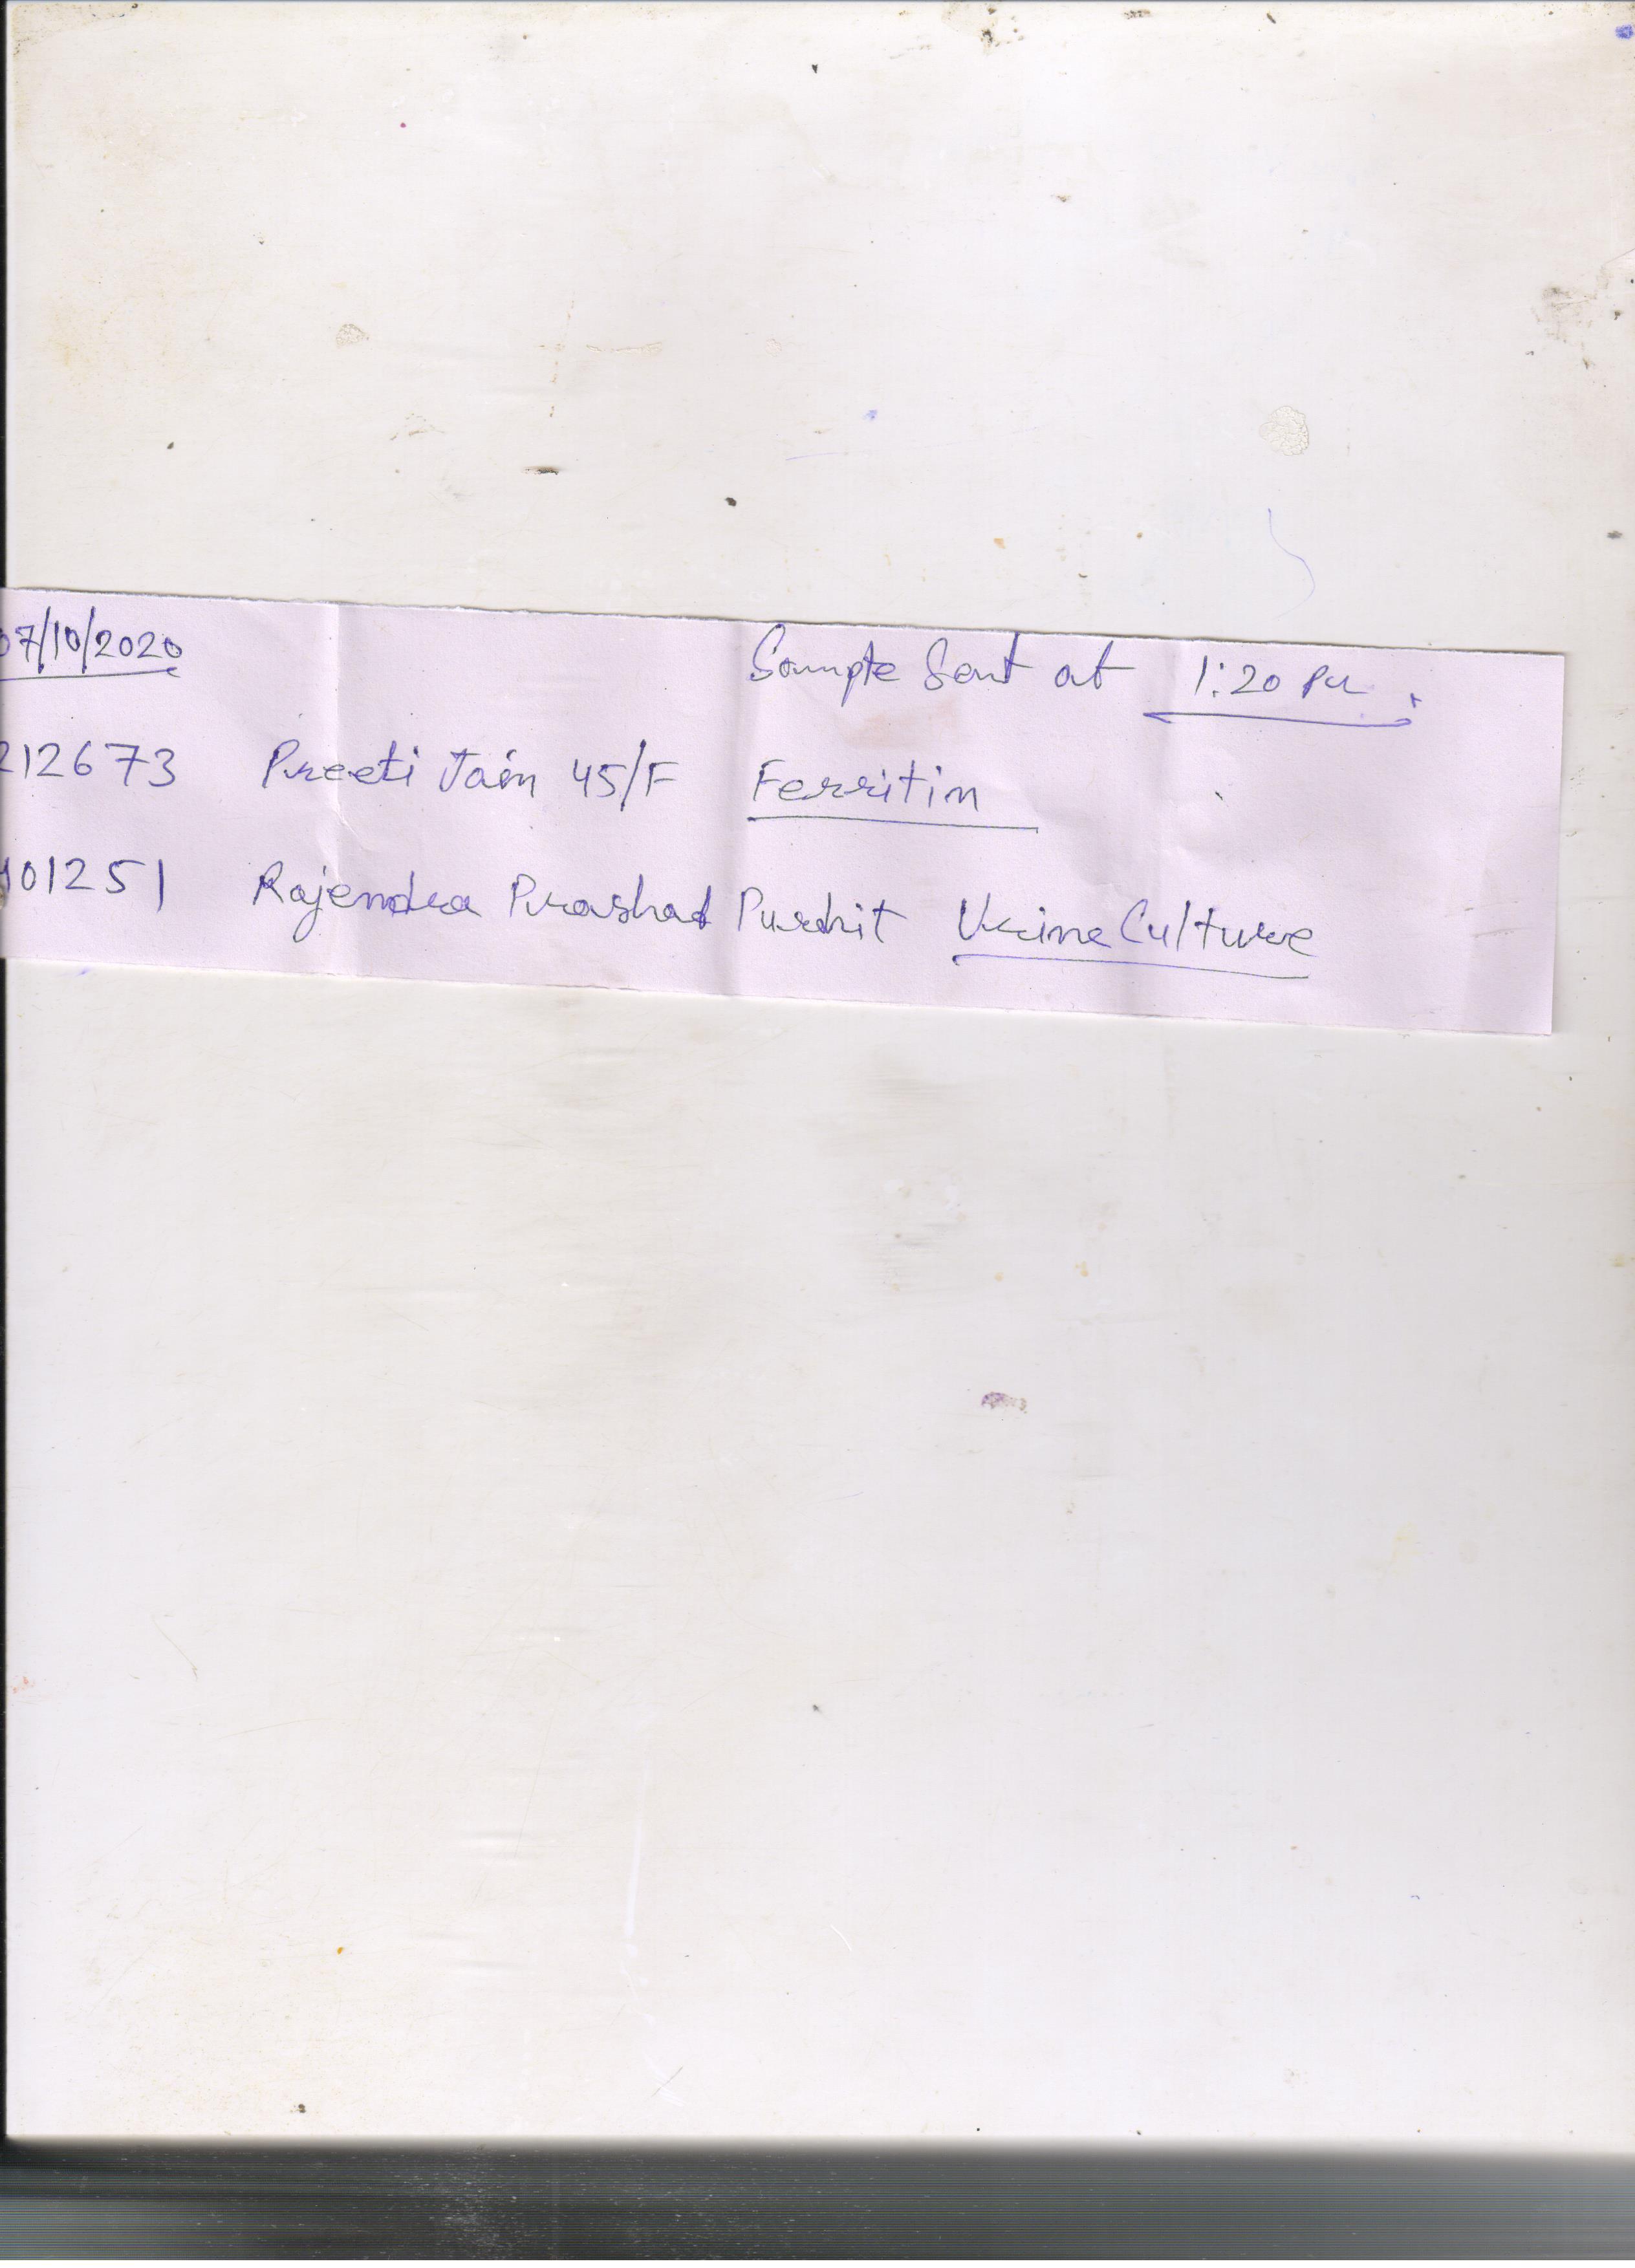 07/10/2020 Sample Sent at 1:20 PM
212673 Preeti Jain 45/F Ferritin
101251 Rajendra Prashad Purohit Urine Culture